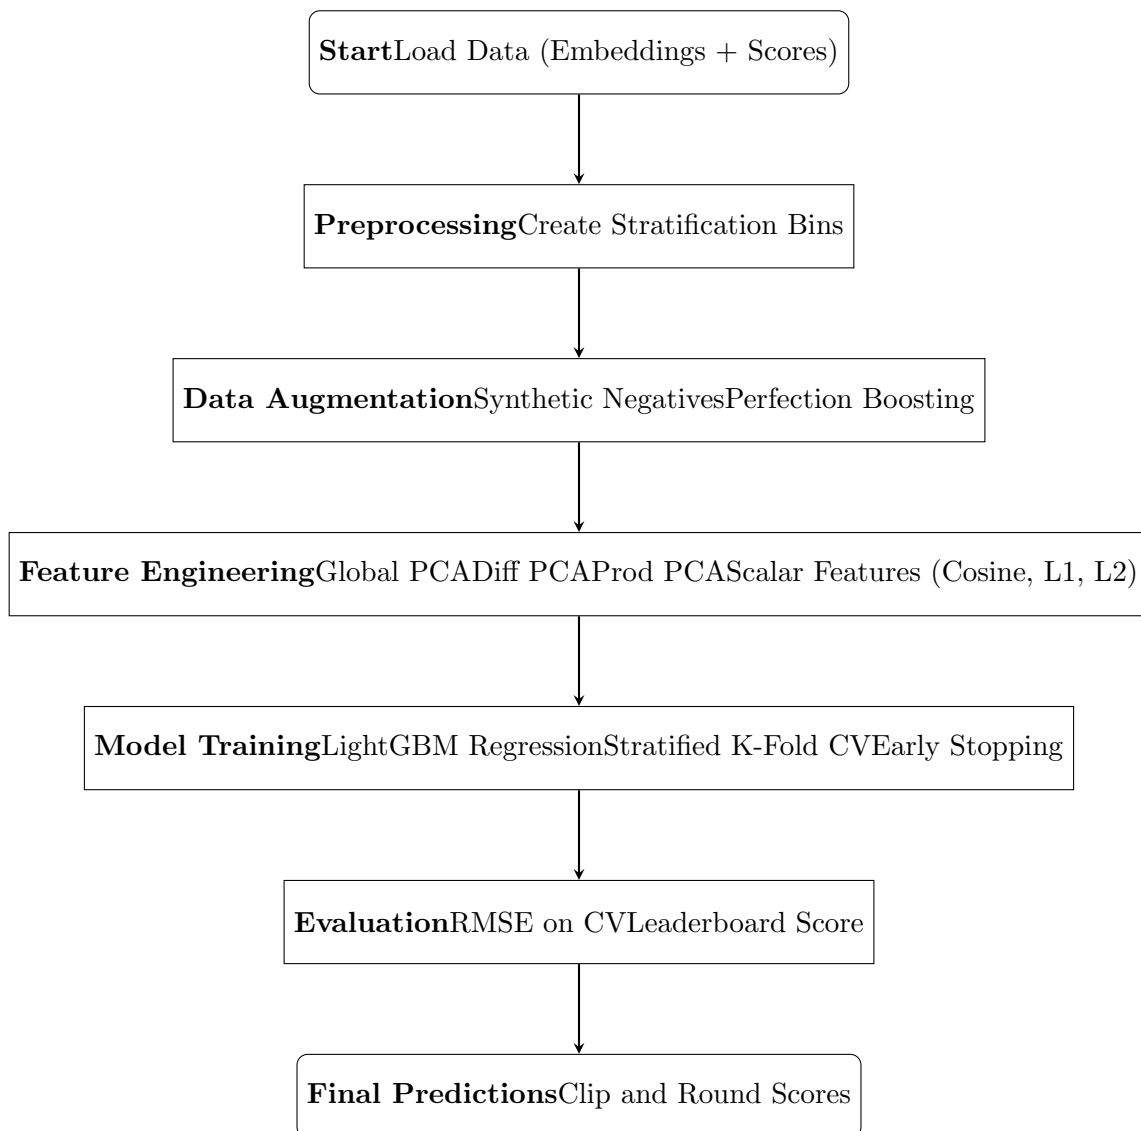 StartLoad Data (Embeddings + Scores)
PreprocessingCreate Stratification Bins
Data AugmentationSynthetic NegativesPerfection Boosting
Feature EngineeringGlobal PCADiff PCAProd PCAScalar Features (Cosine, L1, L2)
Model TrainingLightGBM RegressionStratified K-Fold CVEarly Stopping
EvaluationRMSE on CVLeaderboard Score
Final PredictionsClip and Round Scores